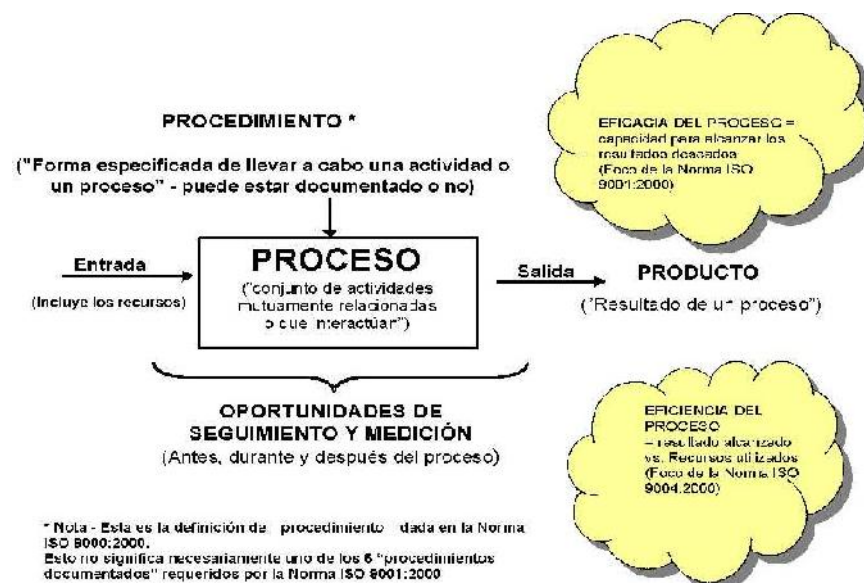 PROCEDIMIENTO *
("Forma especificada de llevar a cabo una actividad o
un proceso" - puede estar documentado o no)
EFICACIA DEL PROCESO =
capacidad para alcanzar los
resultados deseados
(Foco de la Norma ISO
9001:2000)
Entrada
(Incluye los recursos)
PROCESO
("conjunto de actividades
mutuamente relacionadas
o que interactúan")
Salida
PRODUCTO
("Resultado de un proceso")
OPORTUNIDADES DE
SEGUIMIENTO Y MEDICIÓN
(Antes, durante y después del proceso)
EFICIENCIA DEL
PROCESO
= resultado alcanzado
vs. Recursos utilizados
(Foco de la Norma ISO
9004:2000)
* Nota - Esta es la definición de procedimiento dada en la Norma
ISO 9000:2000.
Esto no significa necesariamente uno de los 6 "procedimientos
documentados" requeridos por la Norma ISO 9001:2000